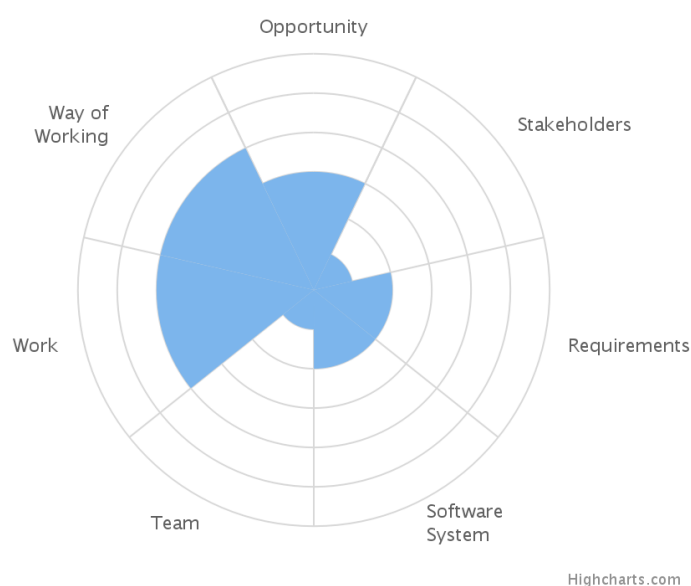 Opportunity
Stakeholders
Requirements
Software
System
Team
Work
Way of
Working
Highcharts.com